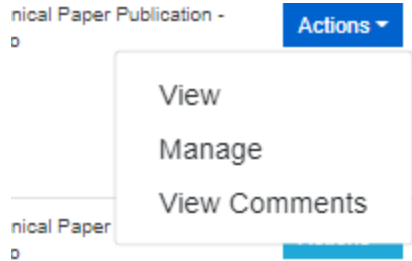 nical Paper Publication -
Actions
View
Manage
View Comments
nical Paper